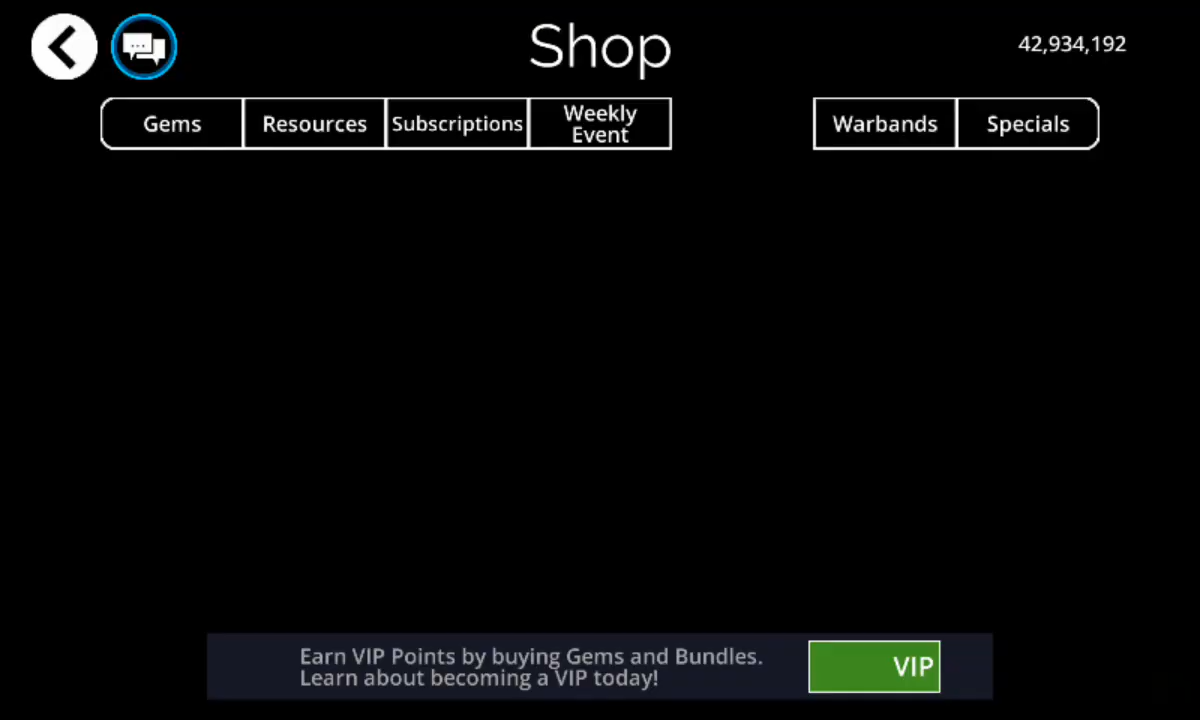 Shop
42,934,192
Gems
Resources
Subscriptions
Weekly
Event
Warbands
Specials
Earn VIP Points by buying Gems and Bundles.
Learn about becoming a VIP today!
VIP